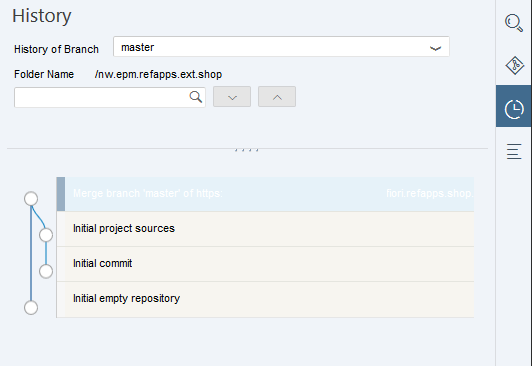 History
History of Branch master
Folder Name /nw.epm.refapps.ext.shop
Merge branch 'master' of https: fiori.refapps.shop
Initial project sources
Initial commit
Initial empty repository